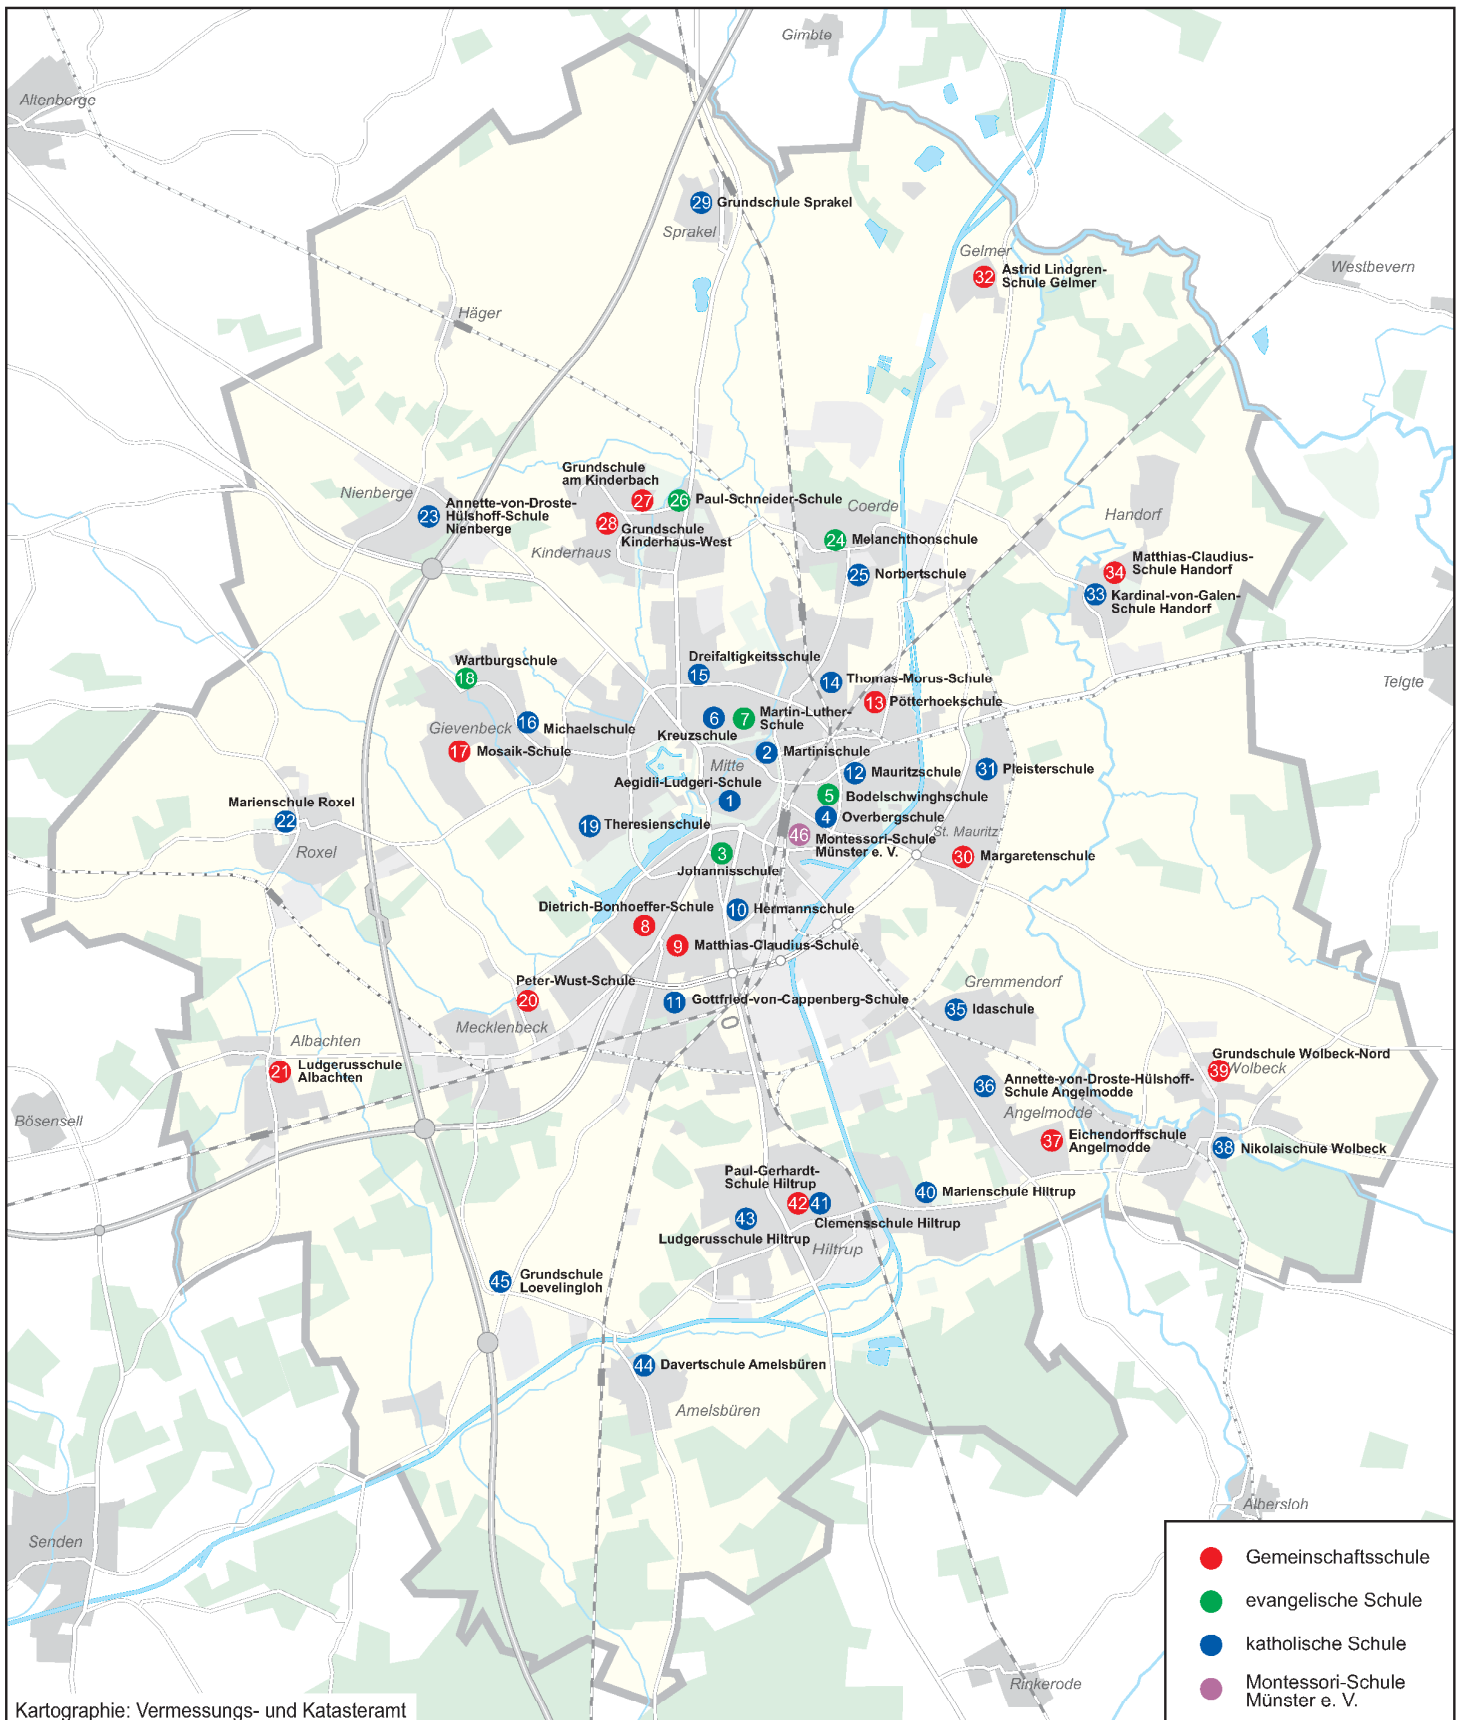 Gimbte
Altenberge
29 Grundschule Sprakel
Sprakel
Gelmer
32 Astrid Lindgren-
Schule Gelmer
Westbevern
Häger
Grundschule
am Kinderbach
27
26 Paul-Schneider-Schule
Nienberge
23 Annette-von-Droste-
Hülshoff-Schule
Nienberge
28 Grundschule
Kinderhaus-West
Kinderhaus
Coerde
24 Melanchthonschule
25 Norbertschule
Handorf
34 Matthias-Claudius-
Schule Handorf
33 Kardinal-von-Galen-
Schule Handorf
Telgte
Wartburgschule
18
Dreifaltigkeitsschule
15
14 Thomas-Morus-Schule
13 Pötterhoekschule
Gievenbeck
16 Michaelschule
17 Mosaik-Schule
6 Kreuzschule
7 Martin-Luther-
Schule
2 Martinischule
Mitte
12 Mauritzschule
31 Pleisterschule
Aegidii-Ludgeri-Schule
1
5 Bodelschwinghschule
4 Overbergschule
Marienschule Roxel
22
Roxel
19 Theresienschule
46 Montessori-Schule
Münster e. V.
St. Mauritz
30 Margaretenschule
3
Johannisschule
Dietrich-Bonhoeffer-Schule
8
10 Hermannschule
9 Matthias-Claudius-Schule
Peter-Wust-Schule
20
Mecklenbeck
11 Gottfried-von-Cappenberg-Schule
Gremmendorf
35 Idaschule
Albachten
21 Ludgerusschule
Albachten
Bösensell
Grundschule Wolbeck-Nord
39
Wolbeck
36 Annette-von-Droste-Hülshoff-
Schule Angelmodde
Angelmodde
37 Eichendorffschule
Angelmodde
38 Nikolaischule Wolbeck
Paul-Gerhardt-
Schule Hiltrup
42 41
Clemensschule Hiltrup
40 Marienschule Hiltrup
43
Ludgerusschule Hiltrup
Hiltrup
45 Grundschule
Loevelingloh
44 Davertschule Amelsbüren
Amelsbüren
Senden
Albersloh
Rinkerode
Gemeinschaftsschule
evangelische Schule
katholische Schule
Montessori-Schule
Münster e. V.
Kartographie: Vermessungs- und Katasteramt